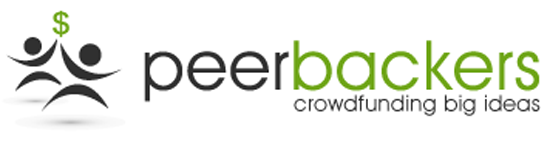 $
peerbackers
crowdfunding big ideas